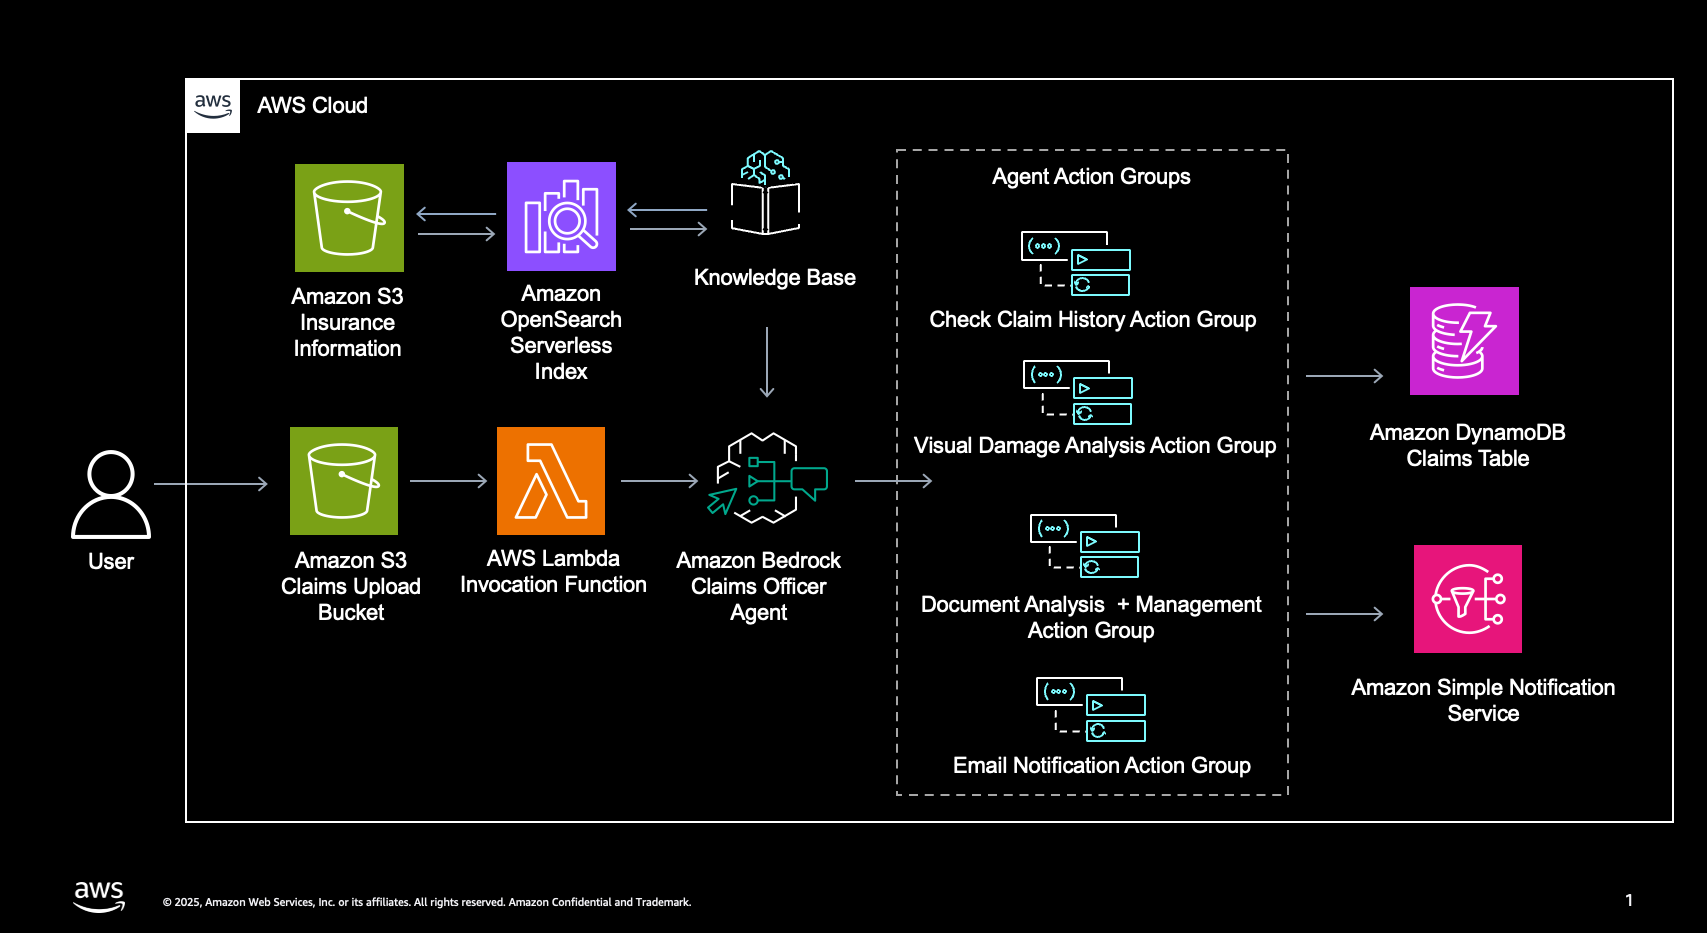 aws
AWS Cloud
Amazon S3
Insurance
Information
Amazon
OpenSearch
Serverless
Index
Knowledge Base
Agent Action Groups
Check Claim History Action Group
Visual Damage Analysis Action Group
Document Analysis  + Management
Action Group
Email Notification Action Group
User
Amazon S3
Claims Upload
Bucket
AWS Lambda
Invocation Function
Amazon Bedrock
Claims Officer
Agent
Amazon DynamoDB
Claims Table
Amazon Simple Notification
Service
aws
© 2025, Amazon Web Services, Inc. or its affiliates. All rights reserved. Amazon Confidential and Trademark.
1